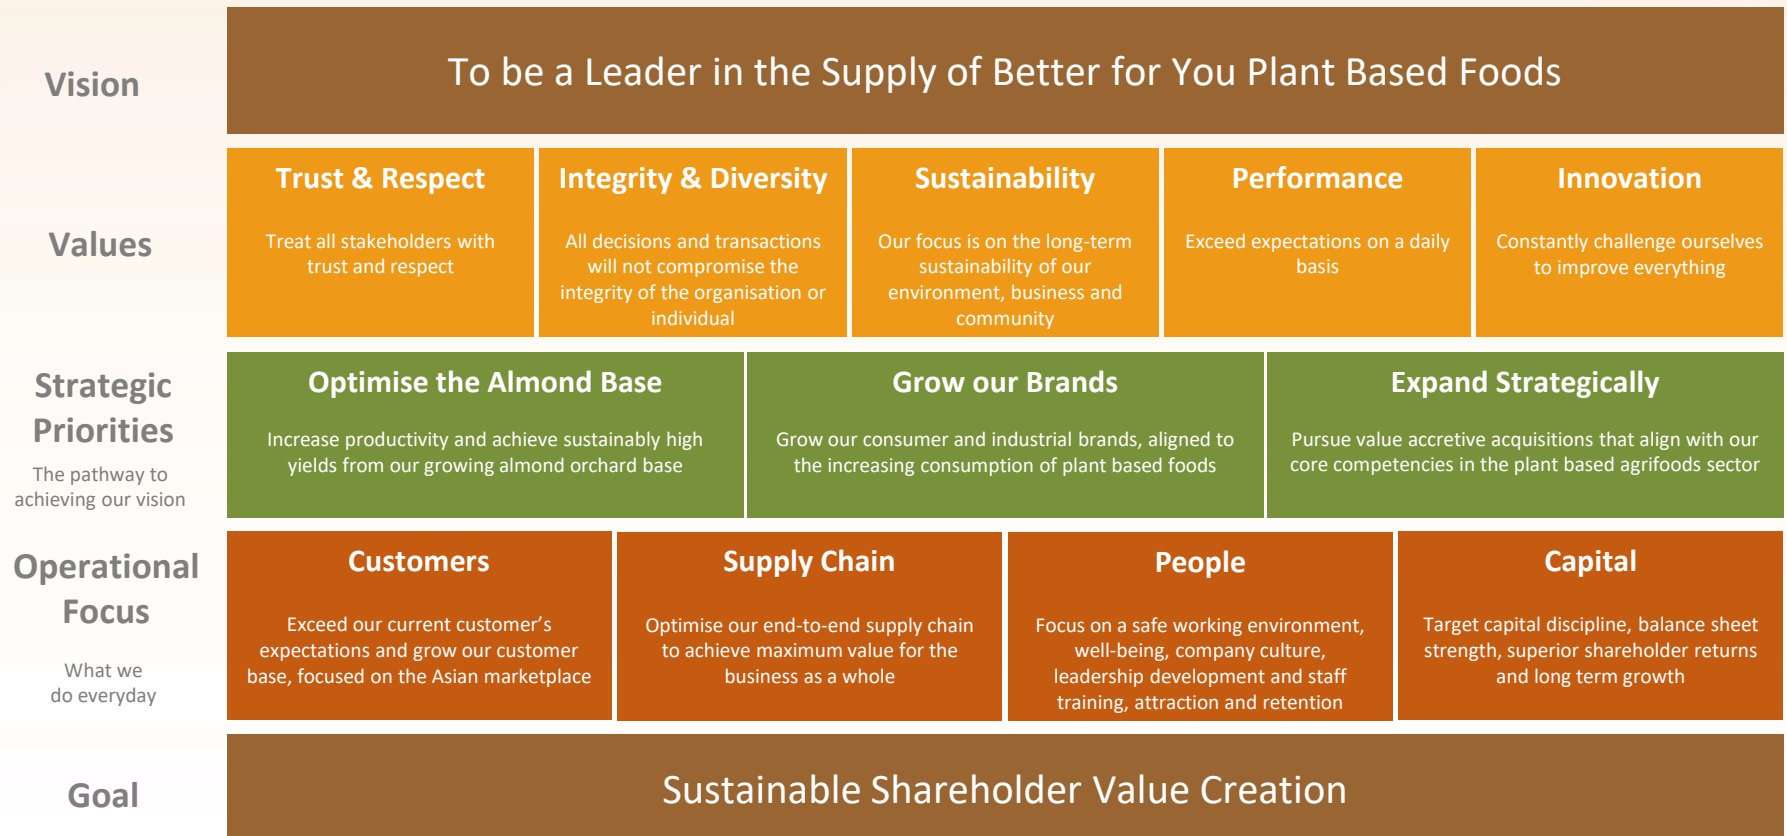 Vision
To be a Leader in the Supply of Better for You Plant Based Foods
Values
Trust & Respect
Treat all stakeholders with
trust and respect
Integrity & Diversity
All decisions and transactions
will not compromise the
integrity of the organisation or
individual
Sustainability
Our focus is on the long-term
sustainability of our
environment, business and
community
Performance
Exceed expectations on a daily
basis
Innovation
Constantly challenge ourselves
to improve everything
Strategic
Priorities
The pathway to
achieving our vision
Optimise the Almond Base
Increase productivity and achieve sustainably high
yields from our growing almond orchard base
Grow our Brands
Grow our consumer and industrial brands, aligned to
the increasing consumption of plant based foods
Expand Strategically
Pursue value accretive acquisitions that align with our
core competencies in the plant based agrifoods sector
Operational
Focus
What we
do everyday
Customers
Exceed our current customer’s
expectations and grow our customer
base, focused on the Asian marketplace
Supply Chain
Optimise our end-to-end supply chain
to achieve maximum value for the
business as a whole
People
Focus on a safe working environment,
well-being, company culture,
leadership development and staff
training, attraction and retention
Capital
Target capital discipline, balance sheet
strength, superior shareholder returns
and long term growth
Goal
Sustainable Shareholder Value Creation